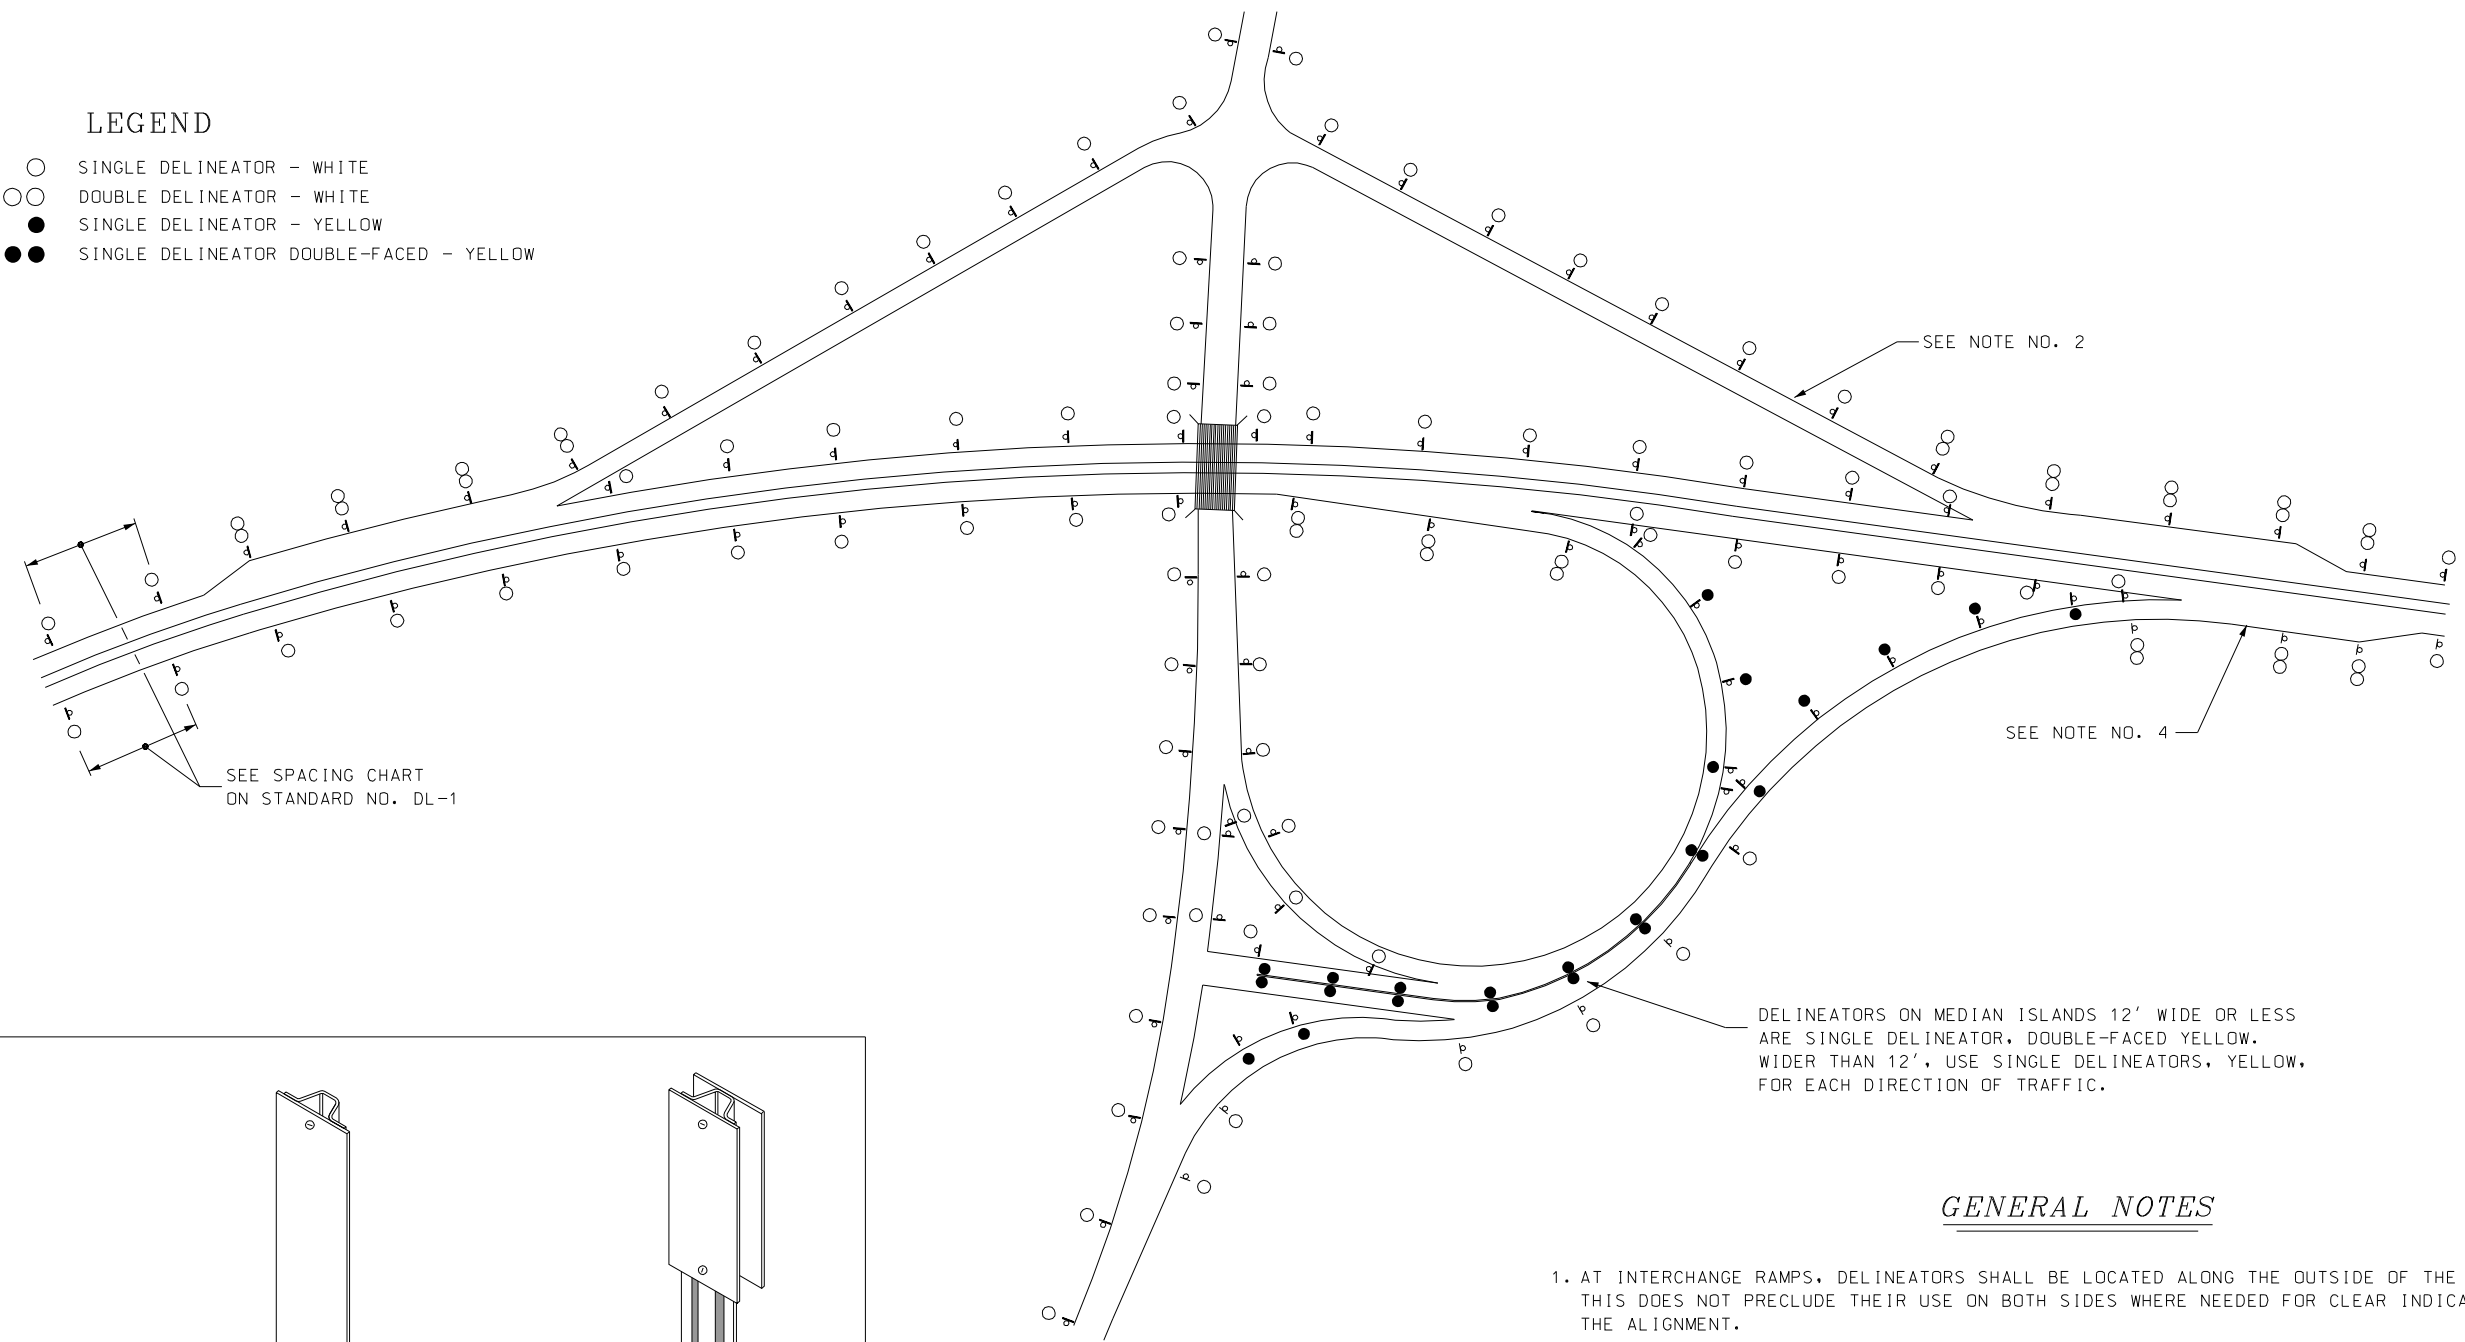 LEGEND
SINGLE DELINEATOR - WHITE
DOUBLE DELINEATOR - WHITE
SINGLE DELINEATOR - YELLOW
SINGLE DELINEATOR DOUBLE-FACED - YELLOW
SEE NOTE NO. 2
SEE NOTE NO. 4
SEE SPACING CHART
ON STANDARD NO. DL-1
DELINEATORS ON MEDIAN ISLANDS 12' WIDE OR LESS
ARE SINGLE DELINEATOR, DOUBLE-FACED YELLOW.
WIDER THAN 12', USE SINGLE DELINEATORS, YELLOW,
FOR EACH DIRECTION OF TRAFFIC.
GENERAL NOTES
1. AT INTERCHANGE RAMPS, DELINEATORS SHALL BE LOCATED ALONG THE OUTSIDE OF THE
THIS DOES NOT PRECLUDE THEIR USE ON BOTH SIDES WHERE NEEDED FOR CLEAR INDICA
THE ALIGNMENT.